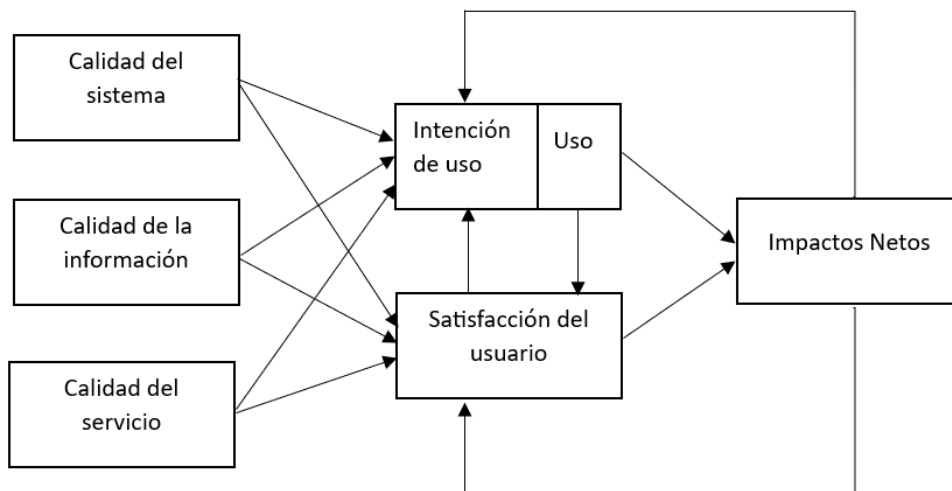 Calidad del
sistema
Calidad de la
información
Calidad del
servicio
Intención
de uso
Uso
Satisfacción del
usuario
Impactos Netos